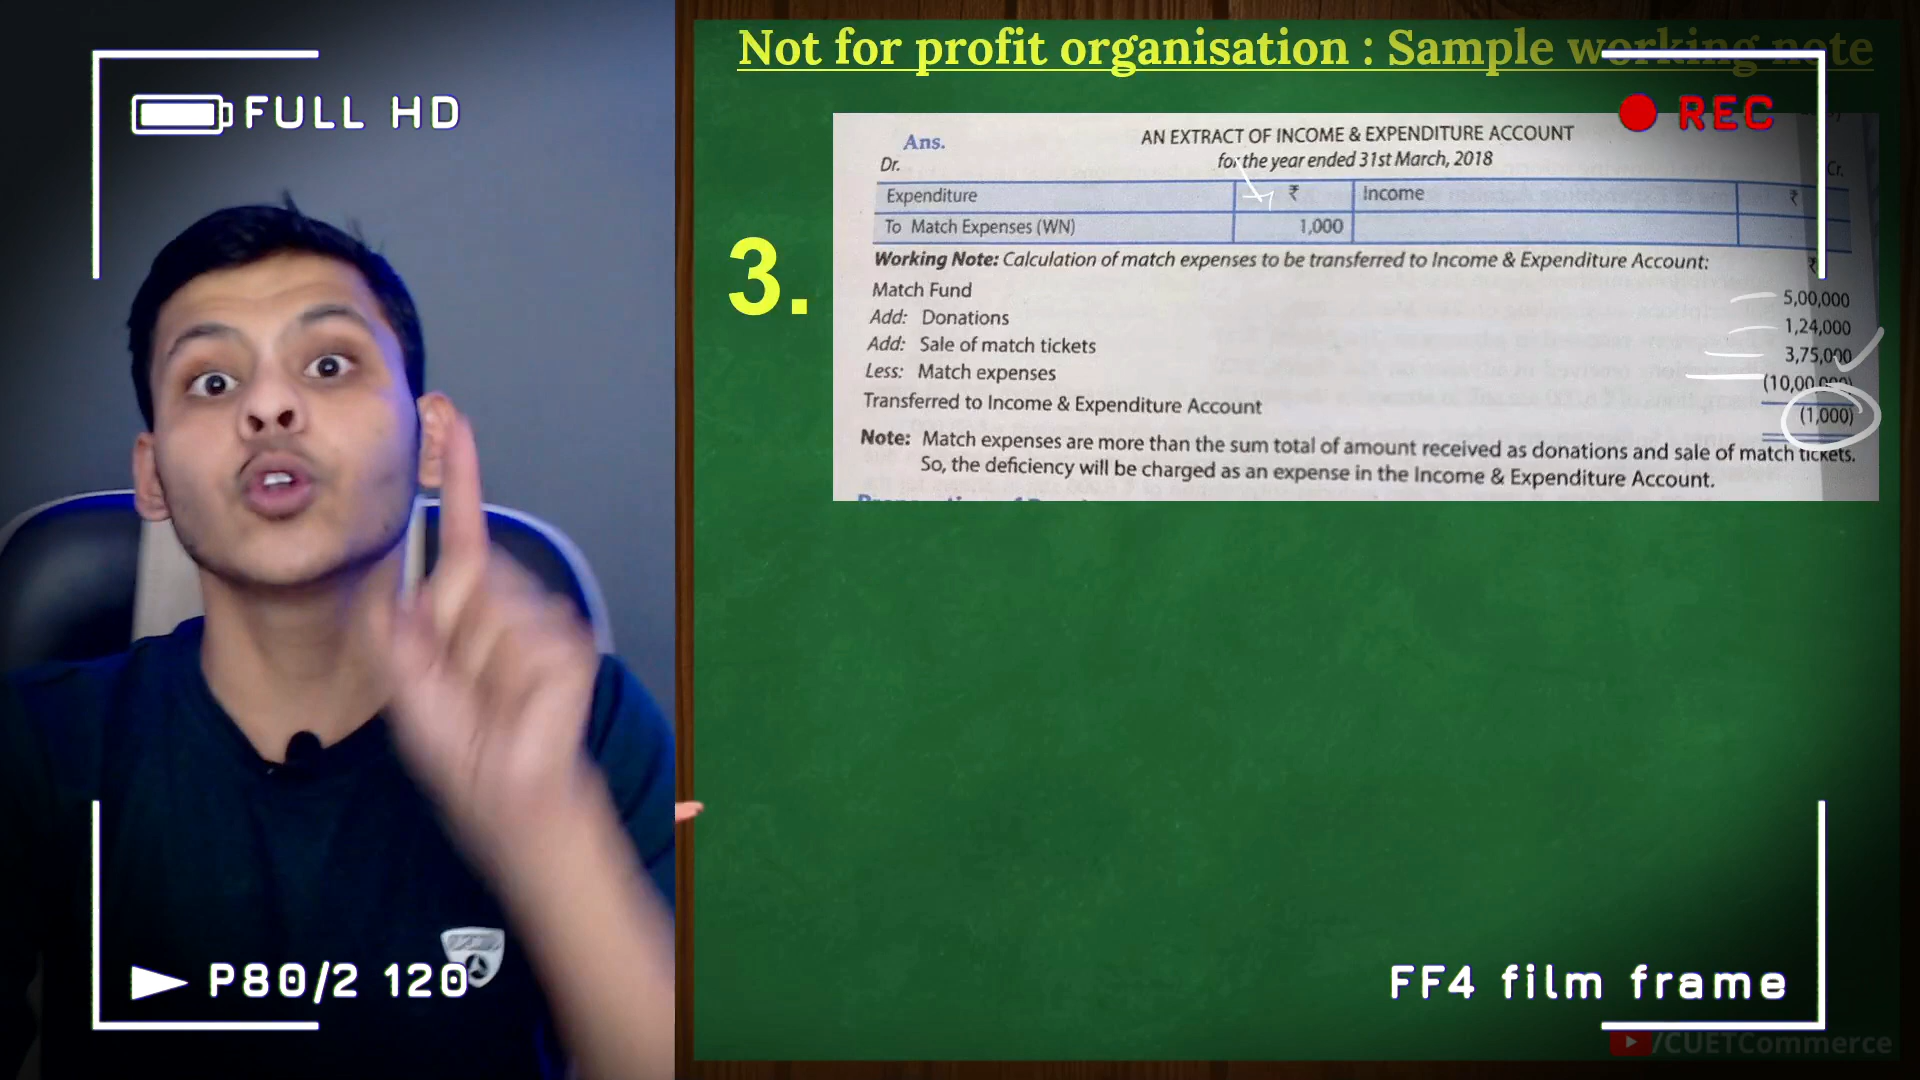 Not for profit organisation : Sample working note
FULL HD
REC
3.
Ans.
AN EXTRACT OF INCOME & EXPENDITURE ACCOUNT
Dr.
for the year ended 31st March, 2018
Cr.
Expenditure ₹ Income ₹
To Match Expenses (WN) 1,000
Working Note: Calculation of match expenses to be transferred to Income & Expenditure Account: ₹
Match Fund 5,00,000
Add: Donations 1,24,000
Add: Sale of match tickets 3,75,000
Less: Match expenses (10,00,000)
Transferred to Income & Expenditure Account (1,000)
Note: Match expenses are more than the sum total of amount received as donations and sale of match tickets.
So, the deficiency will be charged as an expense in the Income & Expenditure Account.
P80/2 120
FF4 film frame
/CUETCommerce